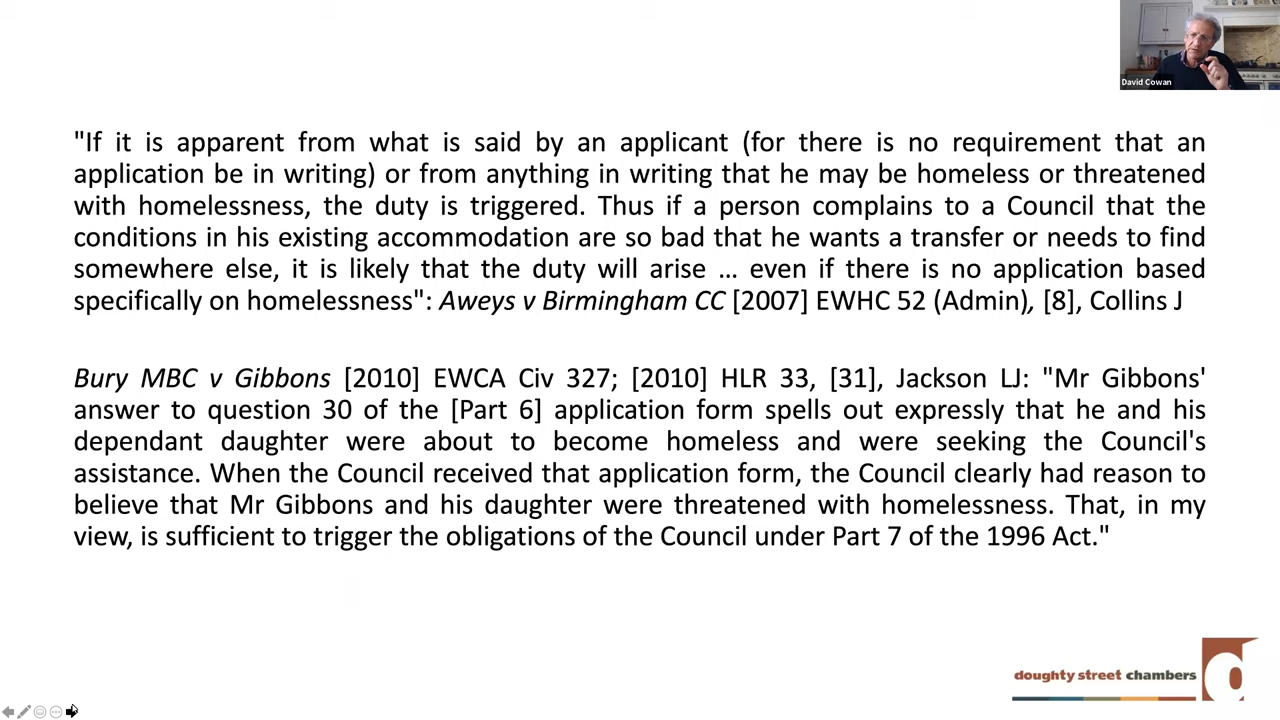 David Cowan
"If it is apparent from what is said by an applicant (for there is no requirement that an
application be in writing) or from anything in writing that he may be homeless or threatened
with homelessness, the duty is triggered. Thus if a person complains to a Council that the
conditions in his existing accommodation are so bad that he wants a transfer or needs to find
somewhere else, it is likely that the duty will arise … even if there is no application based
specifically on homelessness": Aweys v Birmingham CC [2007] EWHC 52 (Admin), [8], Collins J
Bury MBC v Gibbons [2010] EWCA Civ 327; [2010] HLR 33, [31], Jackson LJ: "Mr Gibbons'
answer to question 30 of the [Part 6] application form spells out expressly that he and his
dependant daughter were about to become homeless and were seeking the Council's
assistance. When the Council received that application form, the Council clearly had reason to
believe that Mr Gibbons and his daughter were threatened with homelessness. That, in my
view, is sufficient to trigger the obligations of the Council under Part 7 of the 1996 Act."
doughty street chambers
d